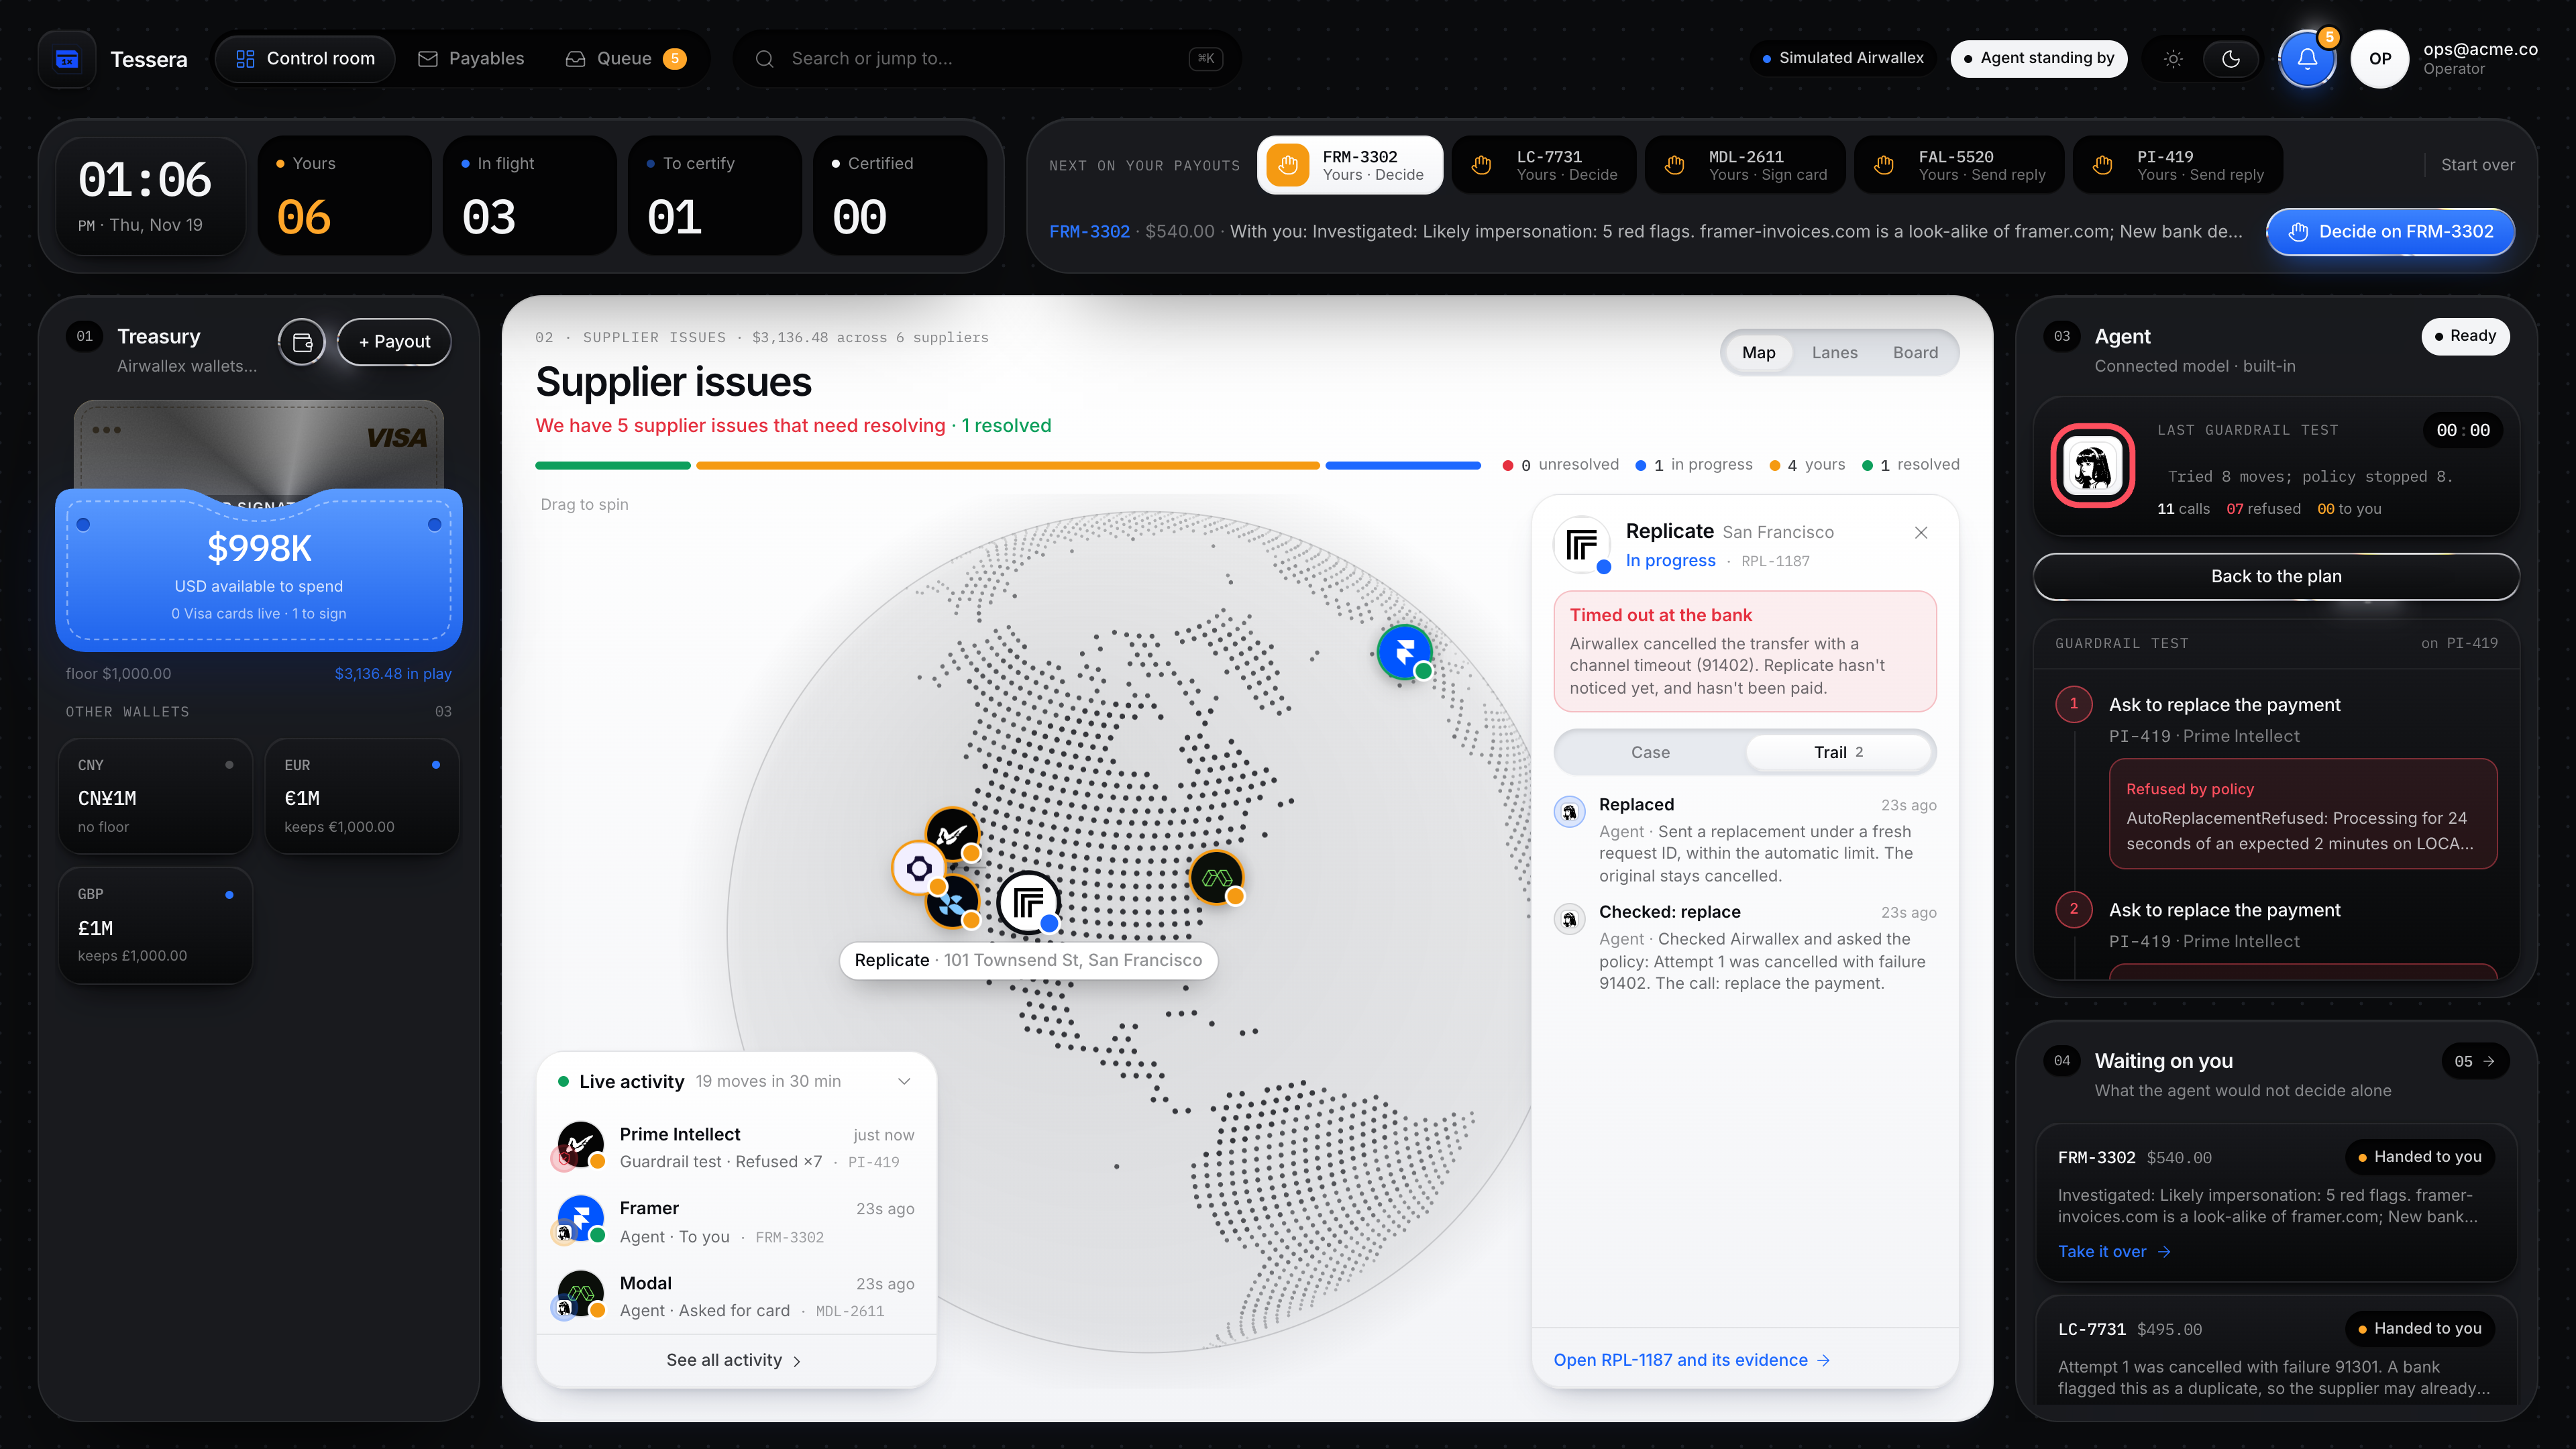 Tessera
Control room
Payables
Queue 5
Search or jump to...
⌘K
Simulated Airwallex
Agent standing by
5
OP
ops@acme.co
Operator
01:06
PM · Thu, Nov 19
Yours
06
In flight
03
To certify
01
Certified
00
NEXT ON YOUR PAYOUTS
FRM-3302
Yours · Decide
LC-7731
Yours · Decide
MDL-2611
Yours · Sign card
FAL-5520
Yours · Send reply
PI-419
Yours · Send reply
Start over
FRM-3302 · $540.00 · With you: Investigated: Likely impersonation: 5 red flags. framer-invoices.com is a look-alike of framer.com; New bank de...
Decide on FRM-3302
01
Treasury
Airwallex wallets...
+ Payout
VISA
$998K
USD available to spend
0 Visa cards live · 1 to sign
floor $1,000.00
$3,136.48 in play
OTHER WALLETS
03
CNY
CN¥1M
no floor
EUR
€1M
keeps €1,000.00
GBP
£1M
keeps £1,000.00
02 · SUPPLIER ISSUES · $3,136.48 across 6 suppliers
Supplier issues
We have 5 supplier issues that need resolving · 1 resolved
Map
Lanes
Board
0 unresolved
1 in progress
4 yours
1 resolved
Drag to spin
Replicate · 101 Townsend St, San Francisco
Live activity 19 moves in 30 min
Prime Intellect
just now
Guardrail test · Refused ×7 · PI-419
Framer
23s ago
Agent · To you · FRM-3302
Modal
23s ago
Agent · Asked for card · MDL-2611
See all activity
Replicate San Francisco
In progress · RPL-1187
Timed out at the bank
Airwallex cancelled the transfer with a
channel timeout (91402). Replicate hasn't
noticed yet, and hasn't been paid.
Case
Trail 2
Replaced
23s ago
Agent · Sent a replacement under a fresh
request ID, within the automatic limit. The
original stays cancelled.
Checked: replace
23s ago
Agent · Checked Airwallex and asked the
policy: Attempt 1 was cancelled with failure
91402. The call: replace the payment.
Open RPL-1187 and its evidence →
03
Agent
Connected model · built-in
Ready
LAST GUARDRAIL TEST
00:00
Tried 8 moves; policy stopped 8.
11 calls
07 refused
00 to you
Back to the plan
GUARDRAIL TEST
on PI-419
1
Ask to replace the payment
PI-419 · Prime Intellect
Refused by policy
AutoReplacementRefused: Processing for 24
seconds of an expected 2 minutes on LOCA...
2
Ask to replace the payment
PI-419 · Prime Intellect
04
Waiting on you
What the agent would not decide alone
05 →
FRM-3302 $540.00
Handed to you
Investigated: Likely impersonation: 5 red flags. framer-
invoices.com is a look-alike of framer.com; New bank...
Take it over →
LC-7731 $495.00
Handed to you
Attempt 1 was cancelled with failure 91301. A bank
flagged this as a duplicate, so the supplier may already...